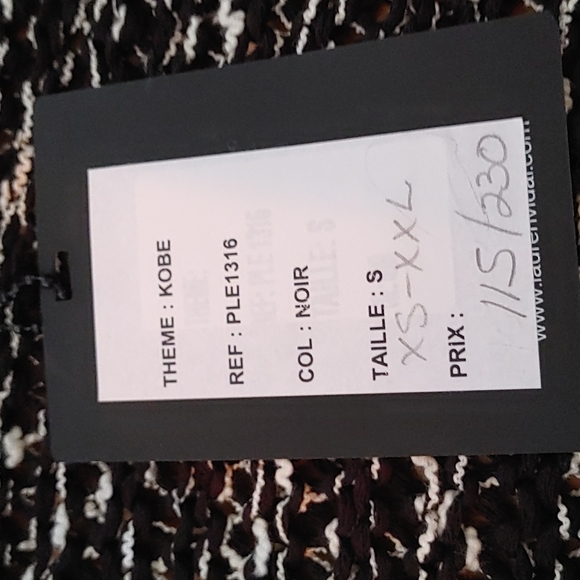 THEME : KOBE
REF : PLE1316
COL : NOIR
TAILLE : S
XS-XXL
PRIX :
115/230
www.laurenvidal.com